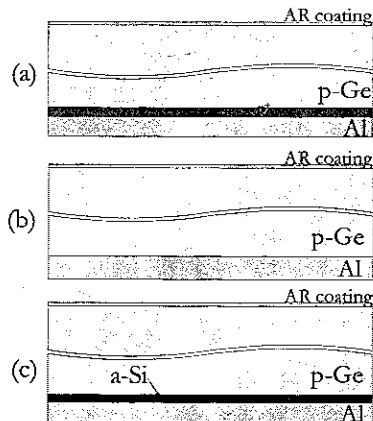 AR coating
(a)
p-Ge
Al
AR coating
(b)
p-Ge
Al
AR coating
(c)
a-Si
p-Ge
Al